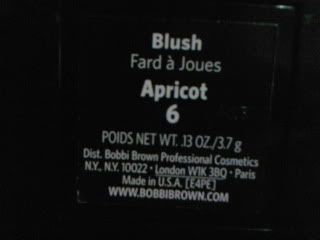 Blush
Fard à Joues
Apricot
6
POIDS NET WT. .13 OZ./3.7 g
Dist. Bobbi Brown Professional Cosmetics
N.Y., N.Y. 10022 • London W1K 3BQ • Paris
Made in U.S.A. [E4PE]
WWW.BOBBIBROWN.COM